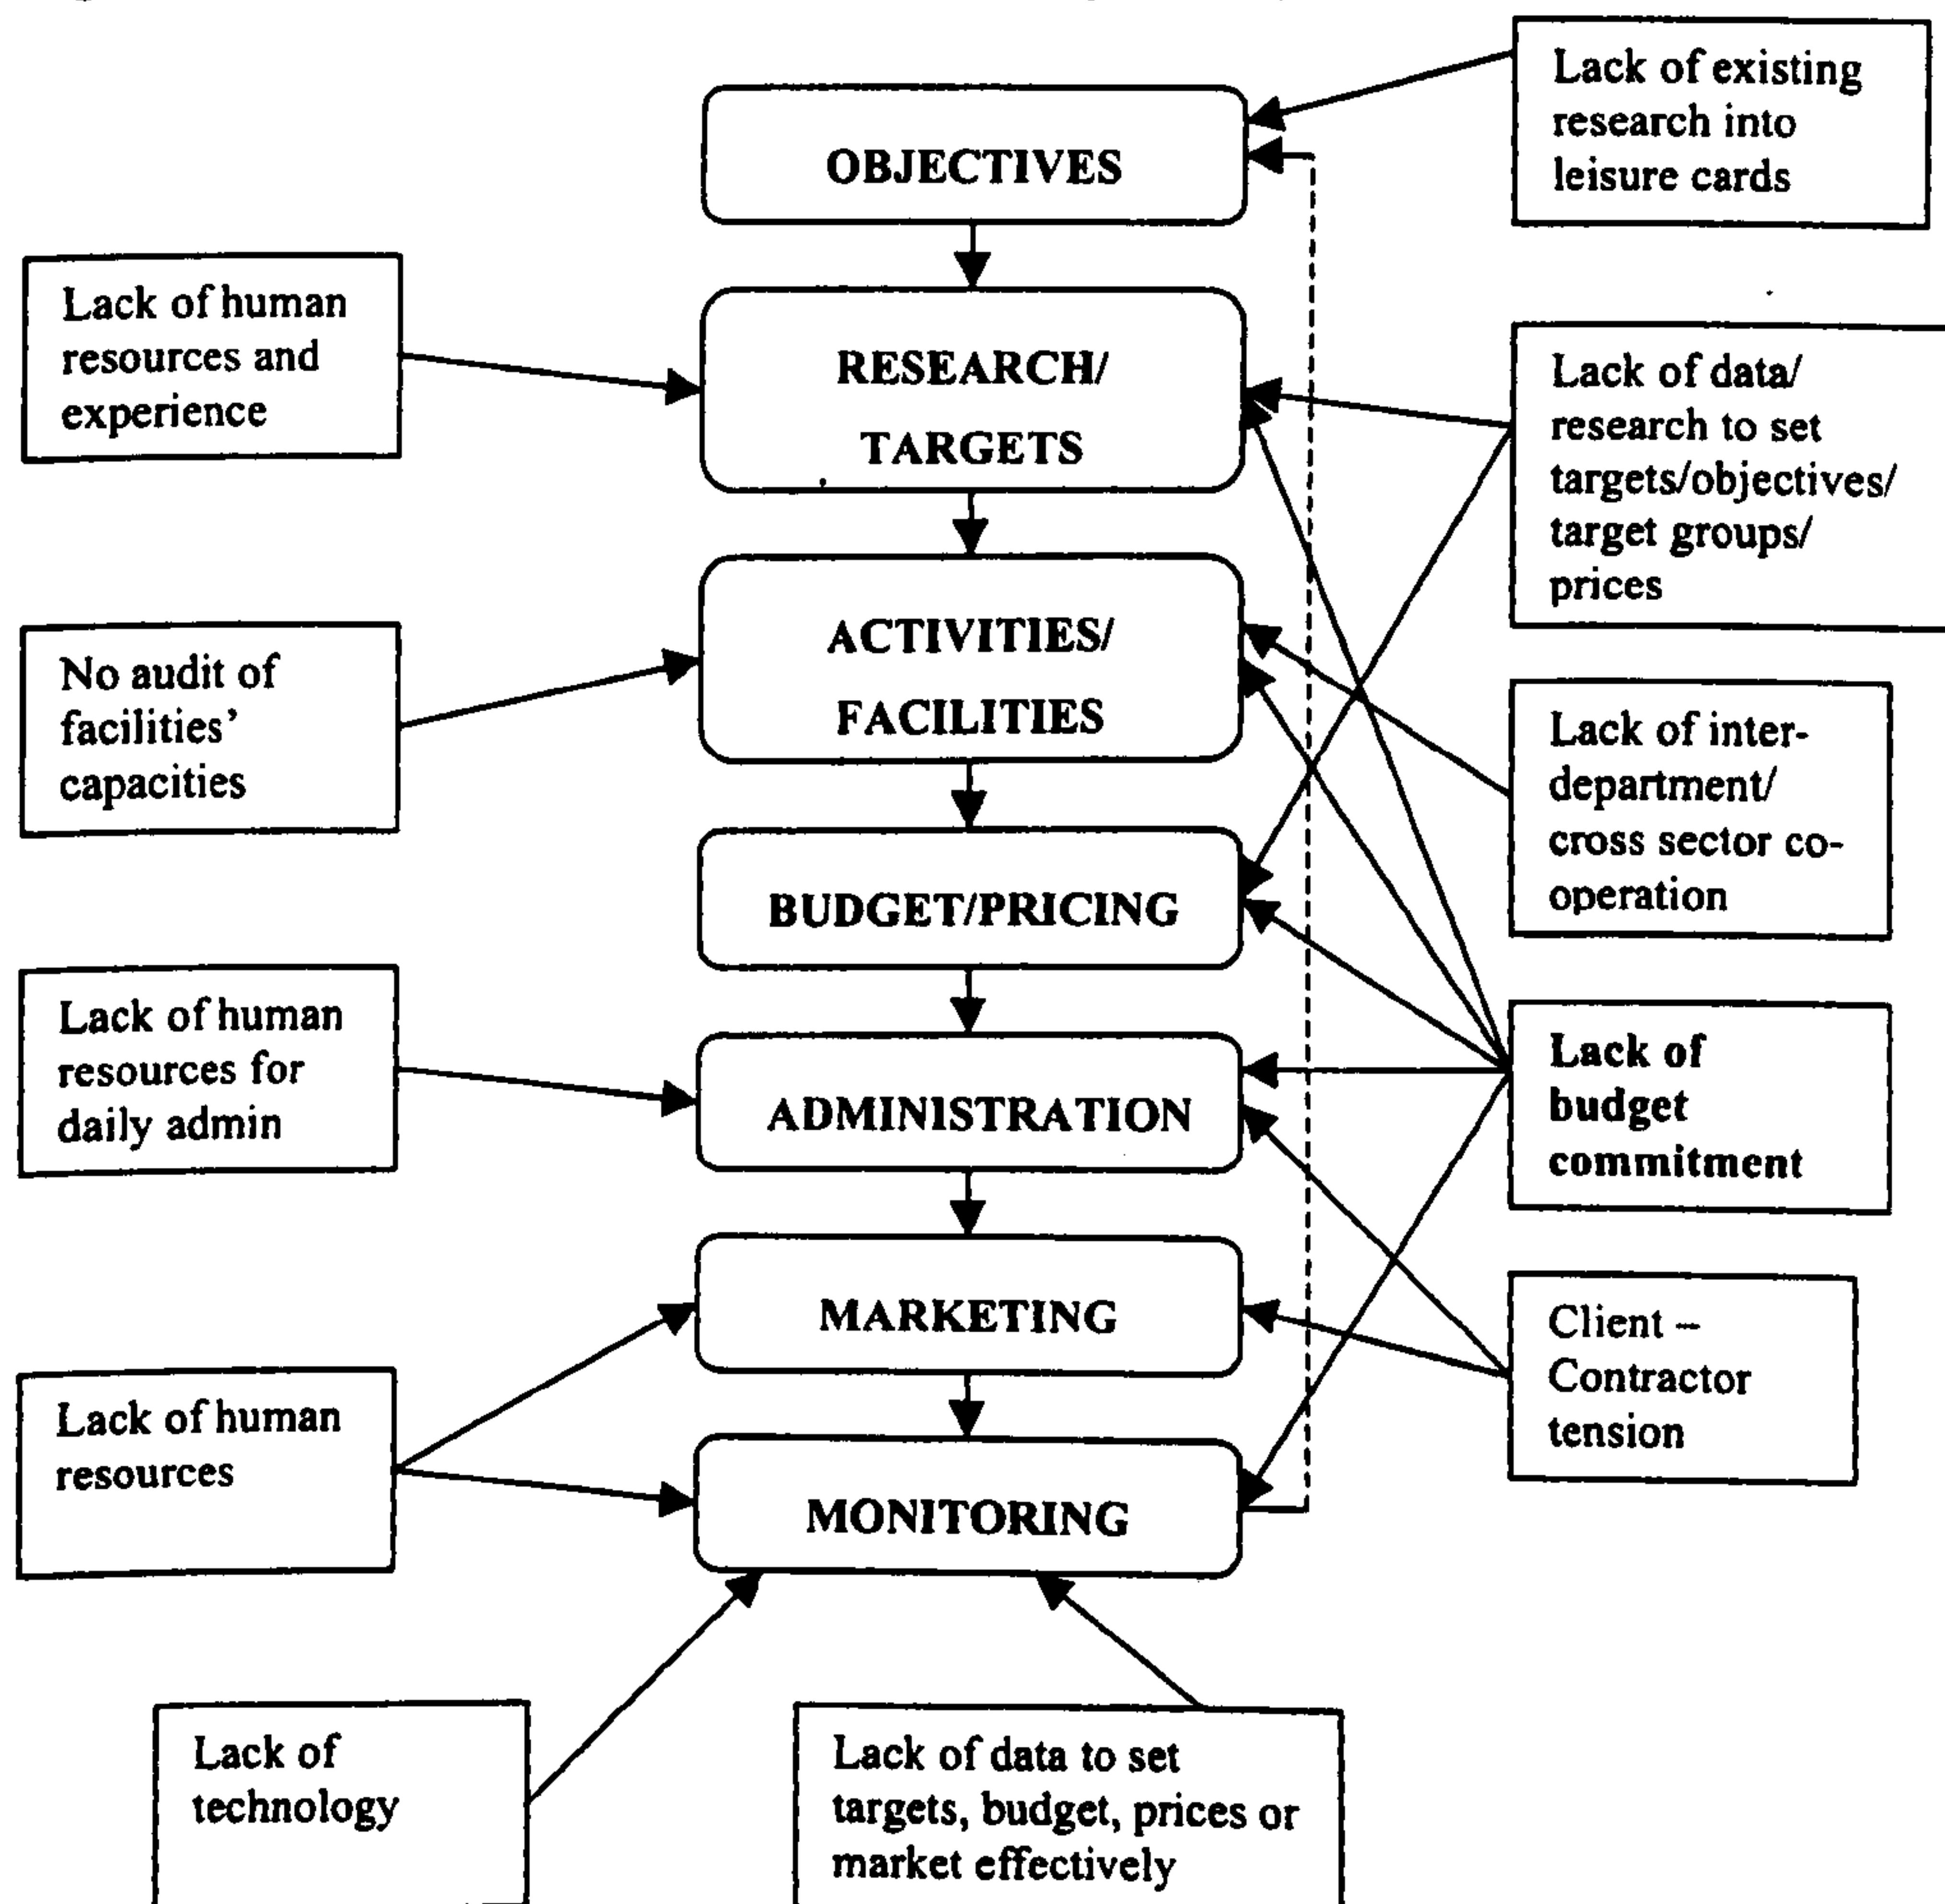 Lack of existing
research into
leisure cards
OBJECTIVES
Lack of human
resources and
experience
RESEARCH/
TARGETS
Lack of data/
research to set
targets/objectives/
target groups/
prices
No audit of
facilities’
capacities
ACTIVITIES/
FACILITIES
Lack of inter-
department/
cross sector co-
operation
BUDGET/PRICING
Lack of human
resources for
daily admin
ADMINISTRATION
Lack of
budget
commitment
MARKETING
Client –
Contractor
tension
Lack of human
resources
MONITORING
Lack of
technology
Lack of data to set
targets, budget, prices or
market effectively